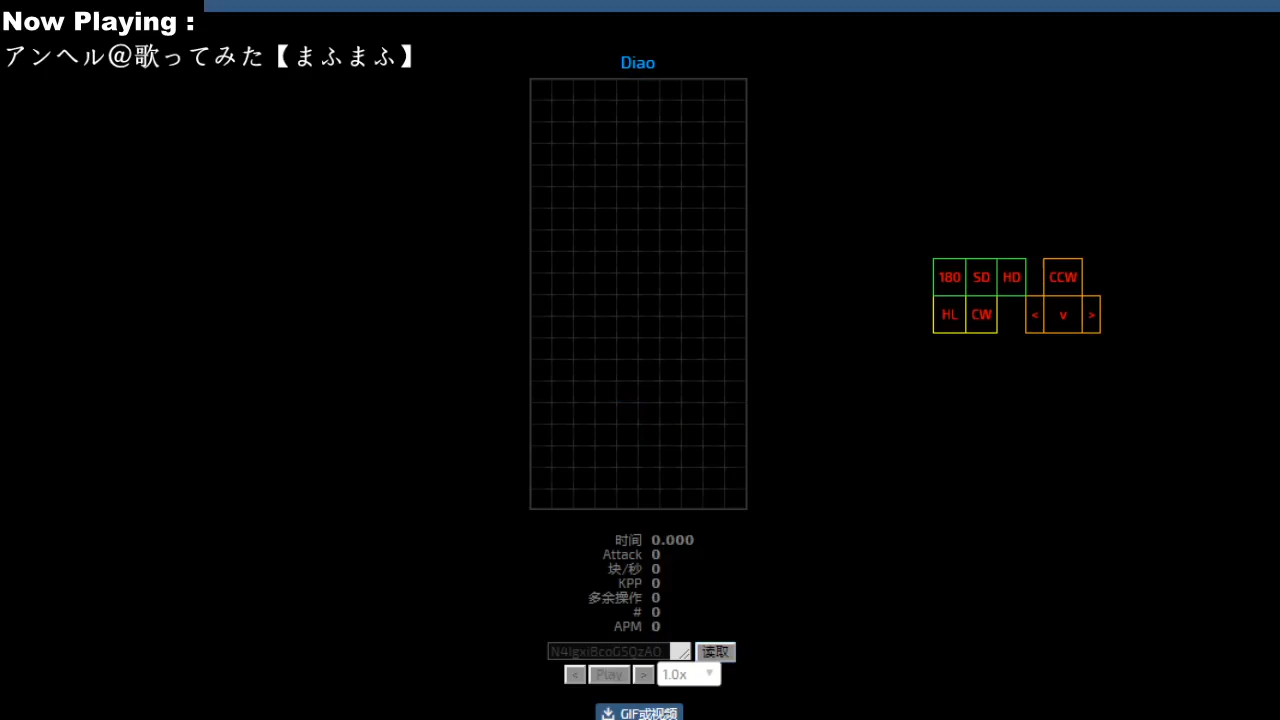 Now Playing :
アンヘル@歌ってみた【まふまふ】
Diao
180 SD HD CCW
HL CW < v >
时间 0.000
Attack 0
块/秒 0
KPP 0
多余操作 0
# 0
APM 0
N4IgxiBcoG5QzA0 读取
< Play > 1.0x
GIF或视频